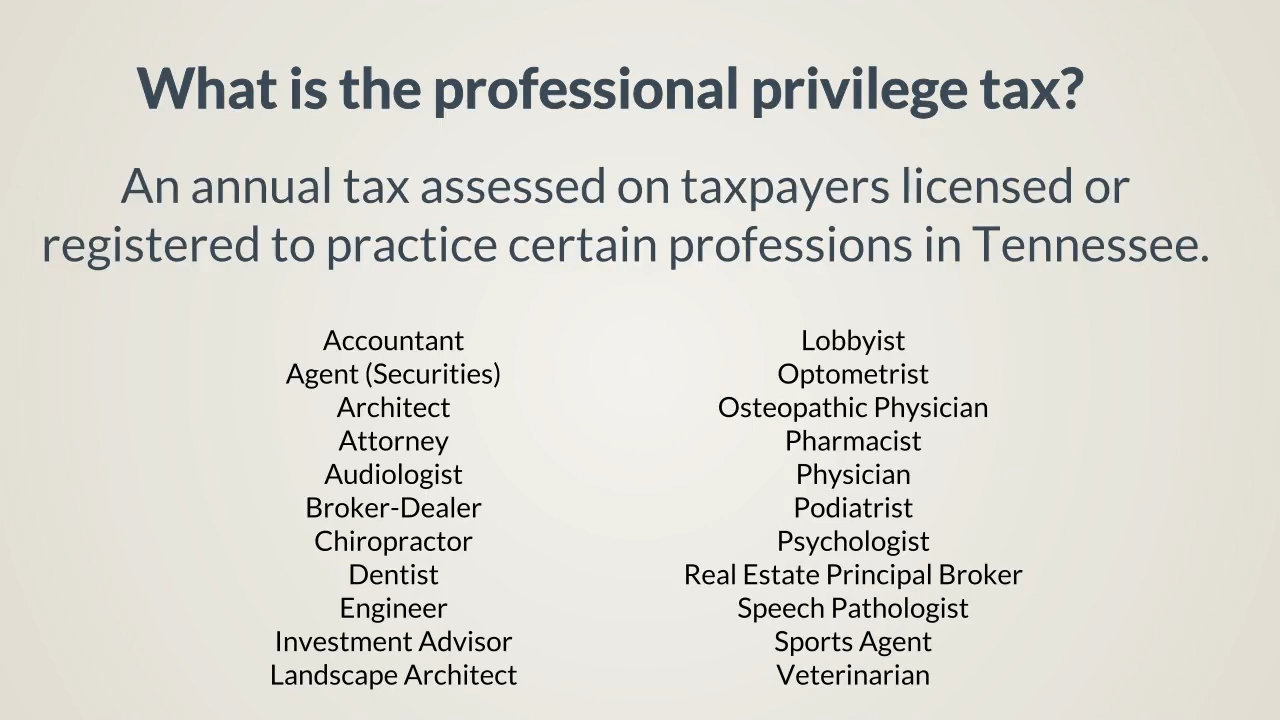 What is the professional privilege tax?
An annual tax assessed on taxpayers licensed or
registered to practice certain professions in Tennessee.
Accountant
Agent (Securities)
Architect
Attorney
Audiologist
Broker-Dealer
Chiropractor
Dentist
Engineer
Investment Advisor
Landscape Architect
Lobbyist
Optometrist
Osteopathic Physician
Pharmacist
Physician
Podiatrist
Psychologist
Real Estate Principal Broker
Speech Pathologist
Sports Agent
Veterinarian